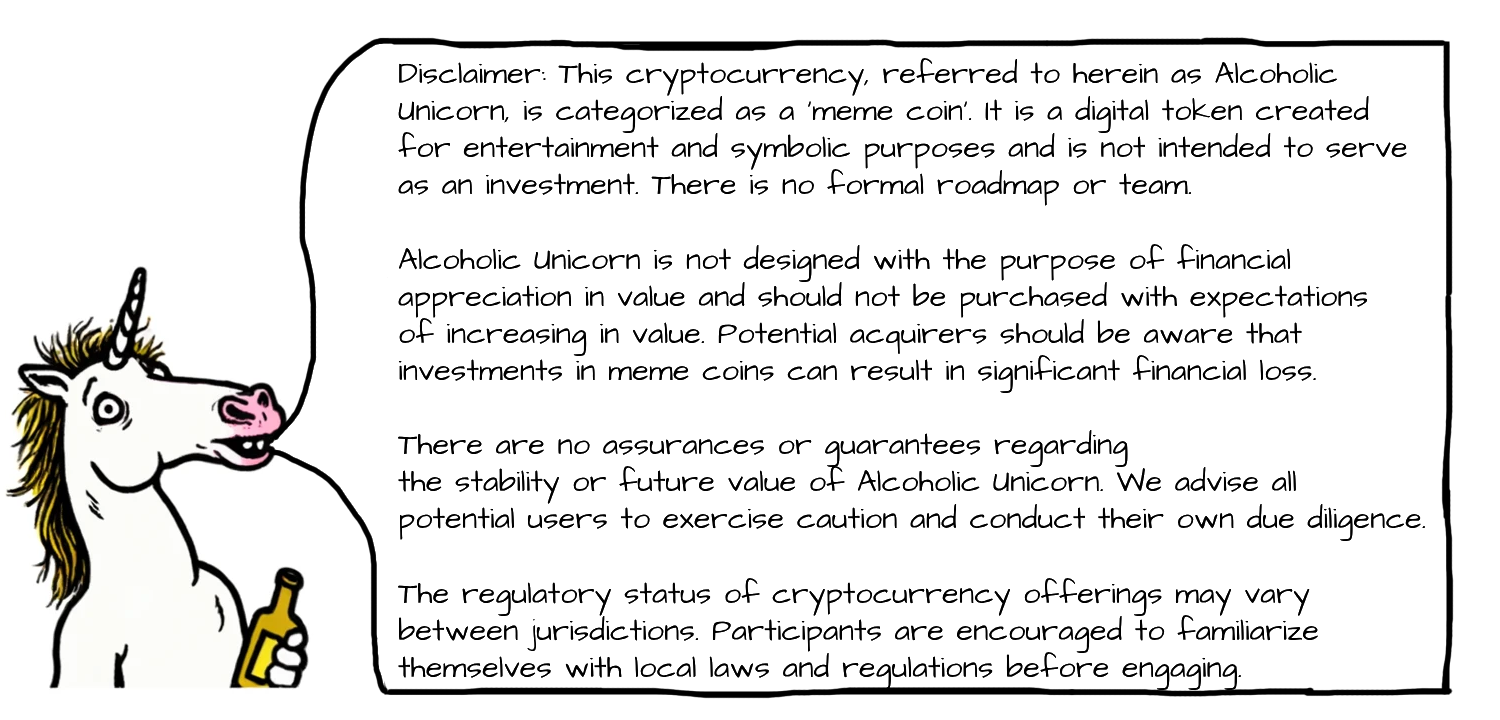 Disclaimer: This cryptocurrency, referred to herein as Alcoholic
Unicorn, is categorized as a 'meme coin'. It is a digital token created
for entertainment and symbolic purposes and is not intended to serve
as an investment. There is no formal roadmap or team.
Alcoholic Unicorn is not designed with the purpose of financial
appreciation in value and should not be purchased with expectations
of increasing in value. Potential acquirers should be aware that
investments in meme coins can result in significant financial loss.
There are no assurances or guarantees regarding
the stability or future value of Alcoholic Unicorn. We advise all
potential users to exercise caution and conduct their own due diligence.
The regulatory status of cryptocurrency offerings may vary
between jurisdictions. Participants are encouraged to familiarize
themselves with local laws and regulations before engaging.